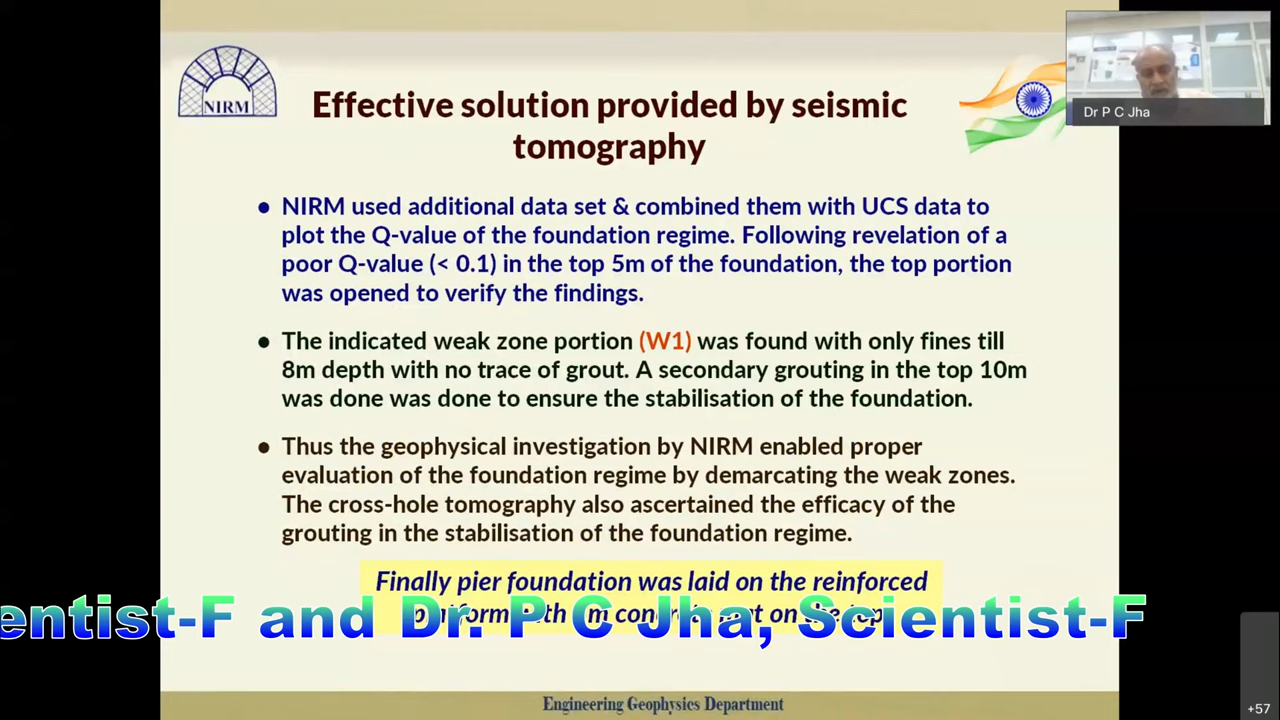 NIRM
Effective solution provided by seismic
tomography
Dr P C Jha
• NIRM used additional data set & combined them with UCS data to
plot the Q-value of the foundation regime. Following revelation of a
poor Q-value (< 0.1) in the top 5m of the foundation, the top portion
was opened to verify the findings.
• The indicated weak zone portion (W1) was found with only fines till
8m depth with no trace of grout. A secondary grouting in the top 10m
was done was done to ensure the stabilisation of the foundation.
• Thus the geophysical investigation by NIRM enabled proper
evaluation of the foundation regime by demarcating the weak zones.
The cross-hole tomography also ascertained the efficacy of the
grouting in the stabilisation of the foundation regime.
Finally pier foundation was laid on the reinforced
on the
entist-F and Dr. P C Jha, Scientist-F
Engineering Geophysics Department
+57